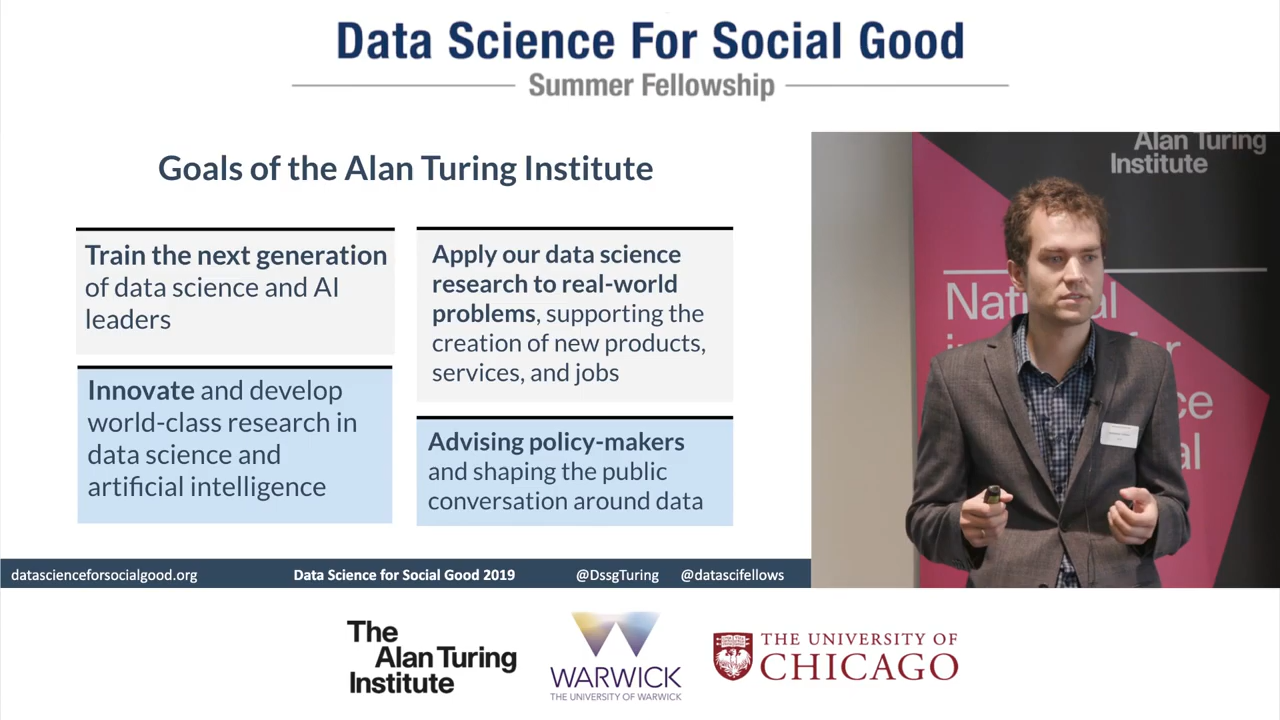 Data Science For Social Good
Summer Fellowship
Goals of the Alan Turing Institute
Train the next generation
of data science and AI
leaders
Innovate and develop
world-class research in
data science and
artificial intelligence
Apply our data science
research to real-world
problems, supporting the
creation of new products,
services, and jobs
Advising policy-makers
and shaping the public
conversation around data
Alan Turing
Institute
datascienceforsocialgood.org
Data Science for Social Good 2019
@DssgTuring
@datascifellows
The
Alan Turing
Institute
WARWICK
THE UNIVERSITY OF WARWICK
THE UNIVERSITY OF
CHICAGO